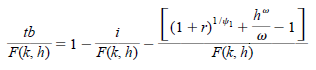 tb/F(k, h) = 1 − i/F(k, h) − [(1 + r)^{1/ψ_1} + h^ω/ω − 1]/F(k, h)